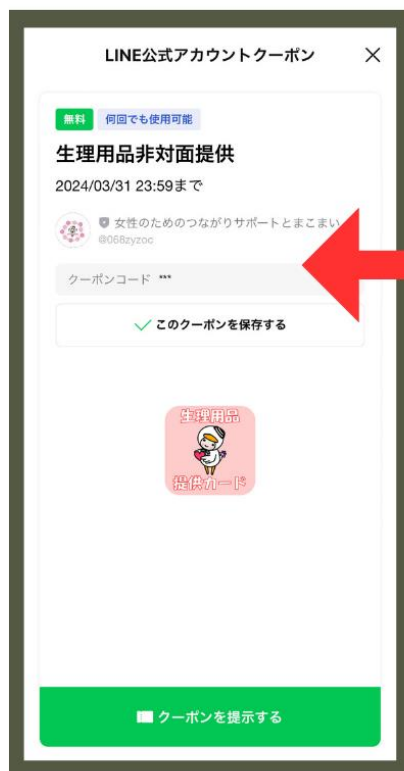 LINE公式アカウントクーポン
無料 何回でも使用可能
生理用品非対面提供
2024/03/31 23:59まで
女性のためのつながりサポートとまこまい
@068zyzoc
クーポンコード ***
このクーポンを保存する
生理用品
提供カード
クーポンを提示する